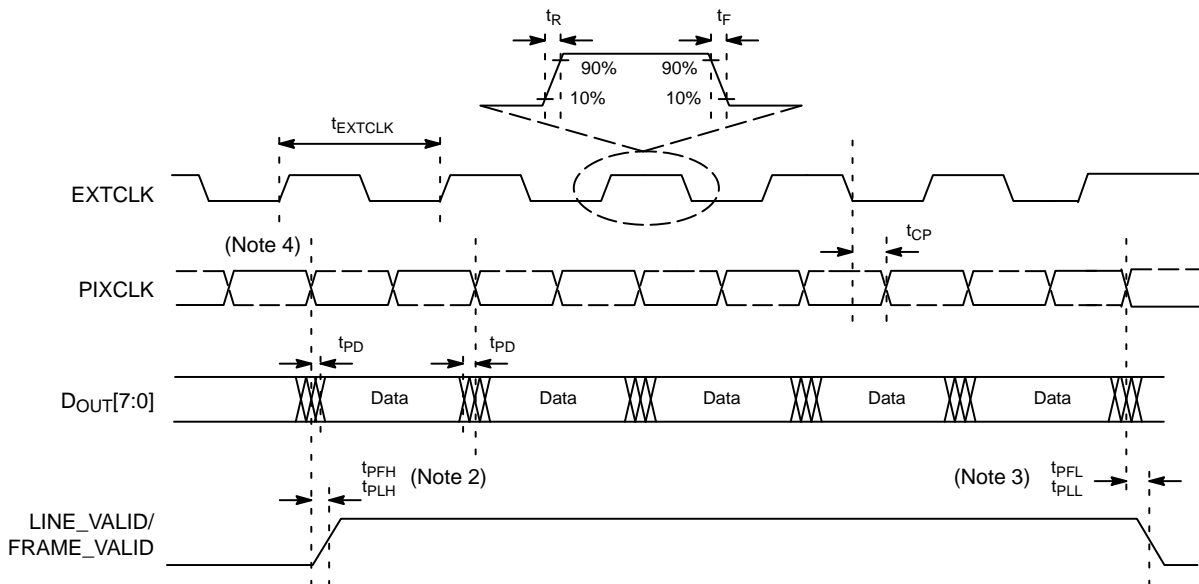 tR
tF
90%
90%
10%
10%
tEXTCLK
EXTCLK
tCP
(Note 4)
PIXCLK
tPD
tPD
DOUT[7:0]
Data
Data
Data
Data
Data
tPFH
tPLH
(Note 2)
(Note 3)
tPFL
tPLL
LINE_VALID/
FRAME_VALID